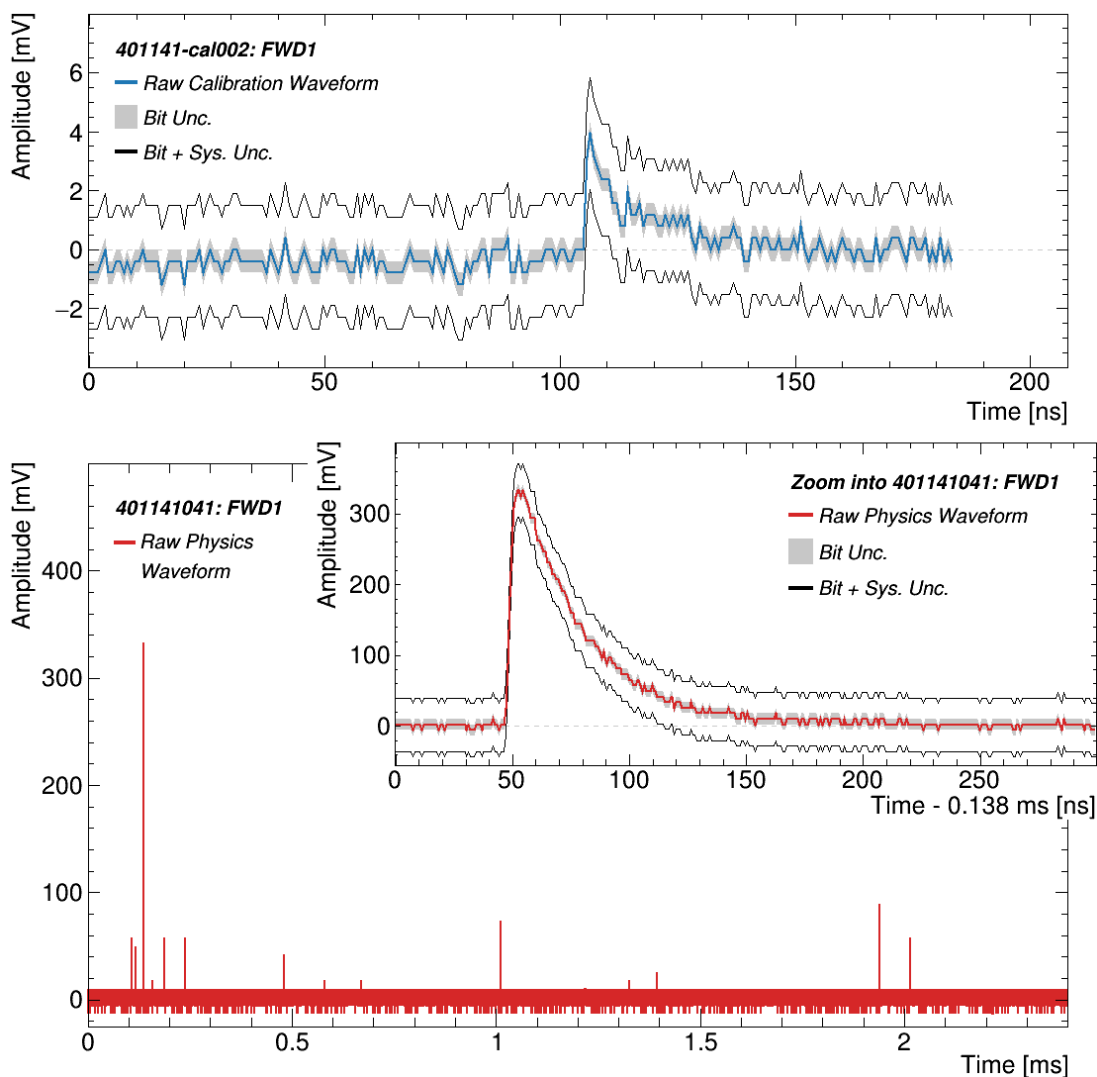 Amplitude [mV]
401141-cal002: FWD1
Raw Calibration Waveform
Bit Unc.
Bit + Sys. Unc.
6
4
2
0
−2
0 50 100 150 200
Time [ns]
Amplitude [mV]
401141041: FWD1
Raw Physics
Waveform
400
300
200
100
0
0 0.5 1 1.5 2
Time [ms]
Amplitude [mV]
Zoom into 401141041: FWD1
Raw Physics Waveform
Bit Unc.
Bit + Sys. Unc.
300
200
100
0
0 50 100 150 200 250
Time - 0.138 ms [ns]